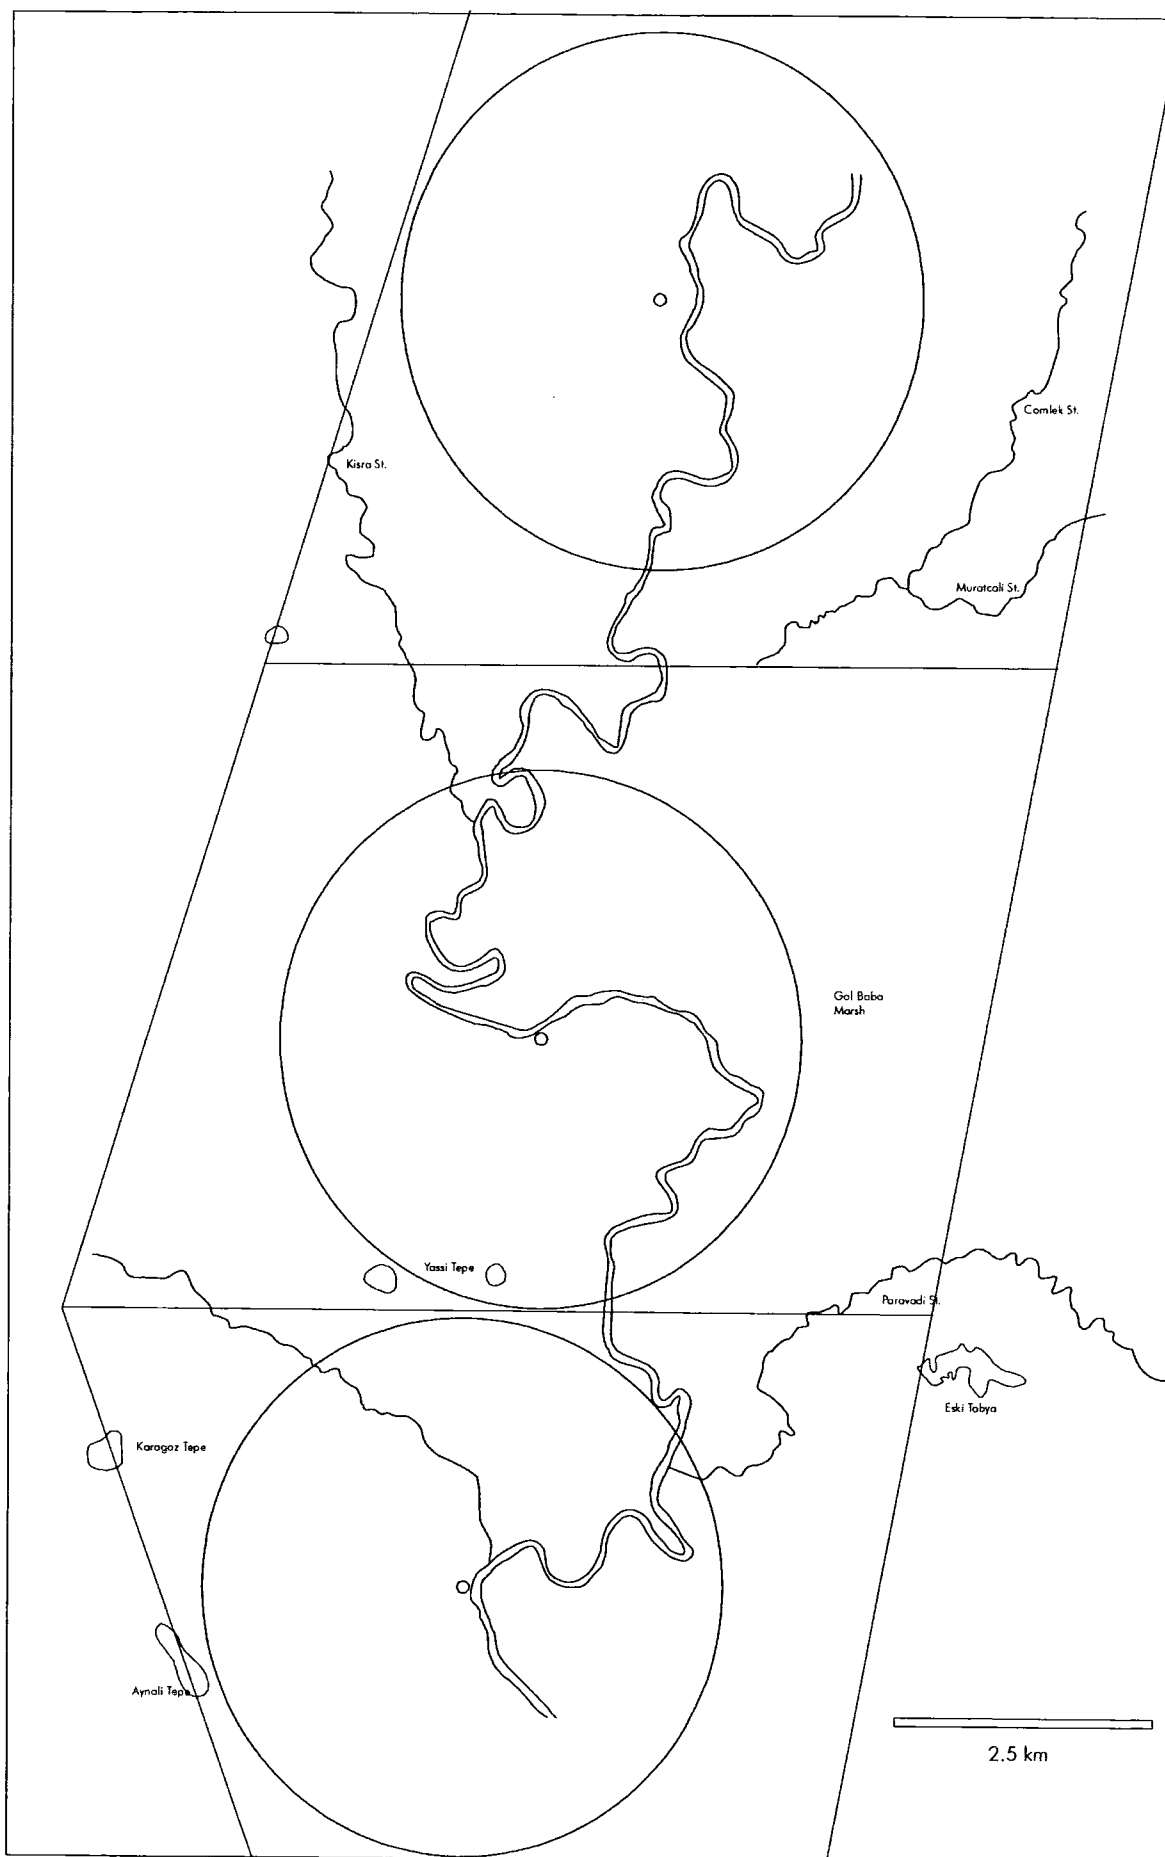 Comlek St.
Kisra St.
Muratcali St.
Gol Baba
Marsh
Yassi Tepe
Paravadi St.
Eski Tabya
Karagoz Tepe
Aynali Tepe
2.5 km